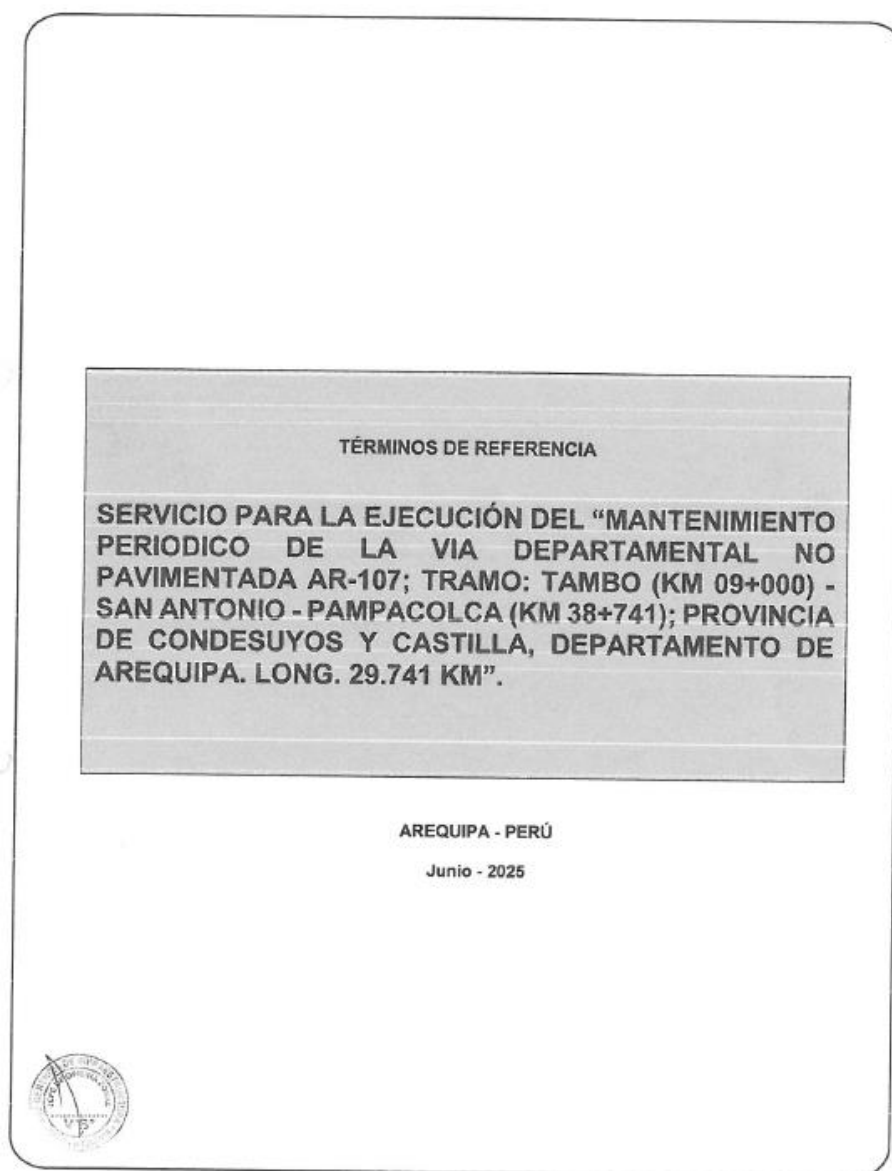 TÉRMINOS DE REFERENCIA
SERVICIO PARA LA EJECUCIÓN DEL “MANTENIMIENTO
PERIODICO DE LA VIA DEPARTAMENTAL NO
PAVIMENTADA AR-107; TRAMO: TAMBO (KM 09+000) -
SAN ANTONIO - PAMPACOLCA (KM 38+741); PROVINCIA
DE CONDESUYOS Y CASTILLA, DEPARTAMENTO DE
AREQUIPA. LONG. 29.741 KM”.
AREQUIPA - PERÚ
Junio - 2025